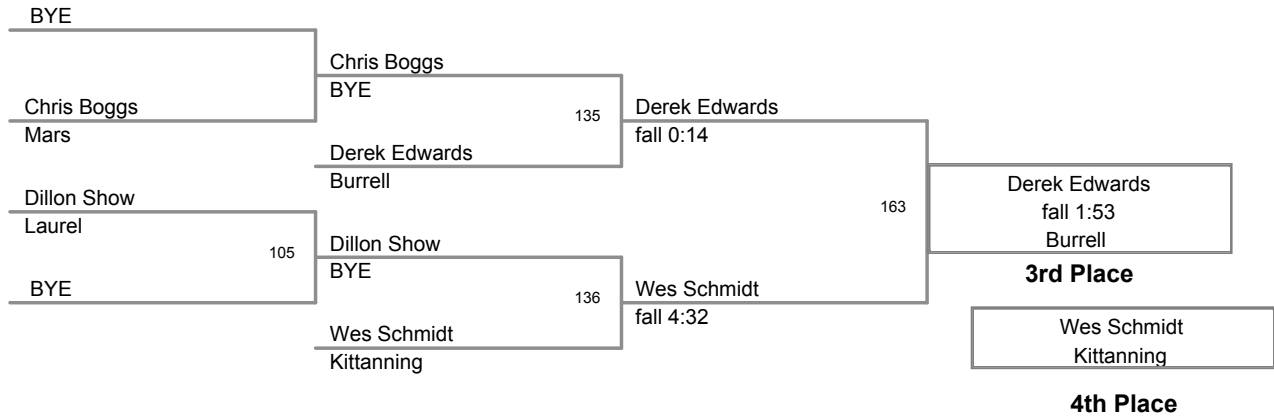 BYE
Chris Boggs
BYE
Chris Boggs
Mars
135
Derek Edwards
fall 0:14
Derek Edwards
Burrell
Dillon Show
Laurel
105
Dillon Show
BYE
BYE
136
Wes Schmidt
fall 4:32
Wes Schmidt
Kittanning
163
Derek Edwards
fall 1:53
Burrell
3rd Place
Wes Schmidt
Kittanning
4th Place